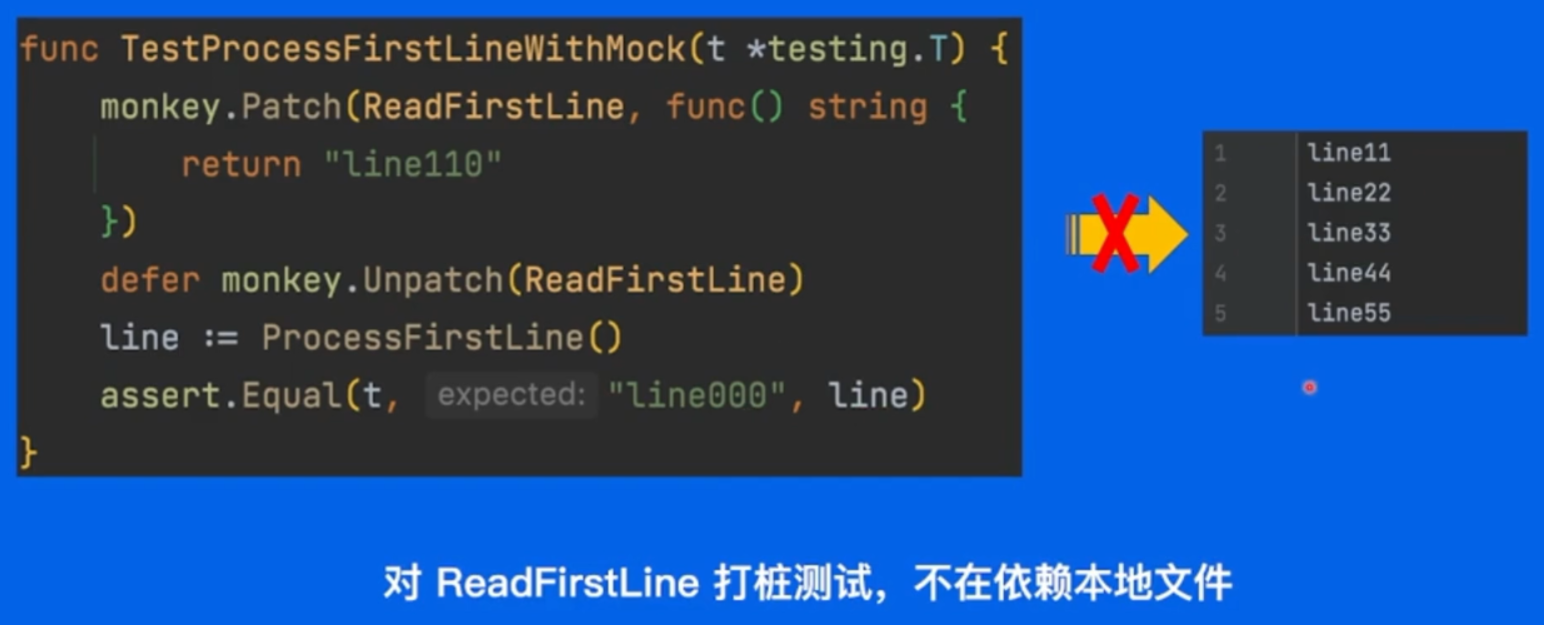 func TestProcessFirstLineWithMock(t *testing.T) {
    monkey.Patch(ReadFirstLine, func() string {
        return "line110"
    })
    defer monkey.Unpatch(ReadFirstLine)
    line := ProcessFirstLine()
    assert.Equal(t, expected: "line000", line)
}
1 line11
2 line22
3 line33
4 line44
5 line55
对 ReadFirstLine 打桩测试，不在依赖本地文件